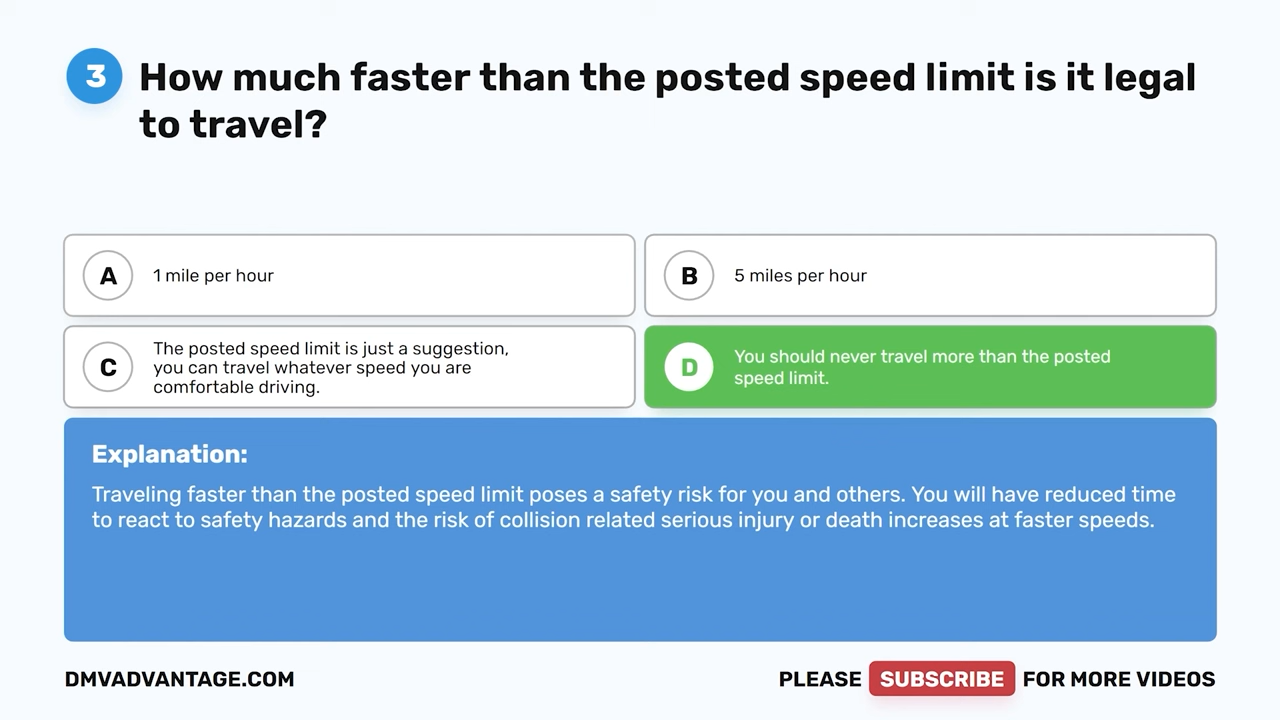 3
How much faster than the posted speed limit is it legal
to travel?
A
1 mile per hour
B
5 miles per hour
C
The posted speed limit is just a suggestion,
you can travel whatever speed you are
comfortable driving.
D
You should never travel more than the posted
speed limit.
Explanation:
Traveling faster than the posted speed limit poses a safety risk for you and others. You will have reduced time
to react to safety hazards and the risk of collision related serious injury or death increases at faster speeds.
DMVADVANTAGE.COM
PLEASE SUBSCRIBE FOR MORE VIDEOS